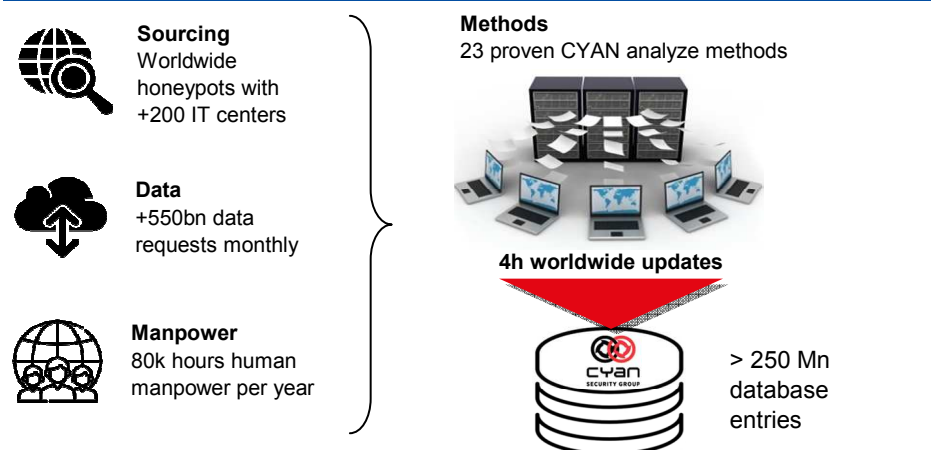 Sourcing
Worldwide
honeypots with
+200 IT centers
Data
+550bn data
requests monthly
Manpower
80k hours human
manpower per year
Methods
23 proven CYAN analyze methods
4h worldwide updates
CYan
SECURITY GROUP
> 250 Mn
database
entries